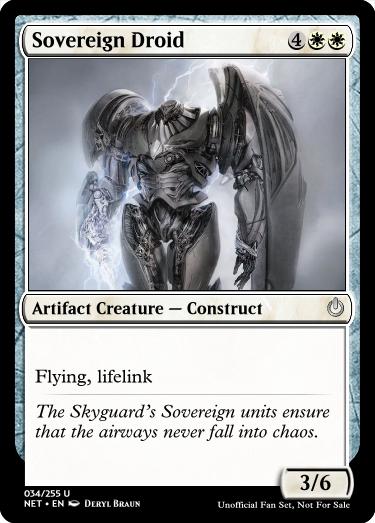 Sovereign Droid 4
Artifact Creature — Construct
Flying, lifelink
The Skyguard's Sovereign units ensure
that the airways never fall into chaos.
3/6
034/255 U
NET • EN Deryl Braun
Unofficial Fan Set, Not For Sale